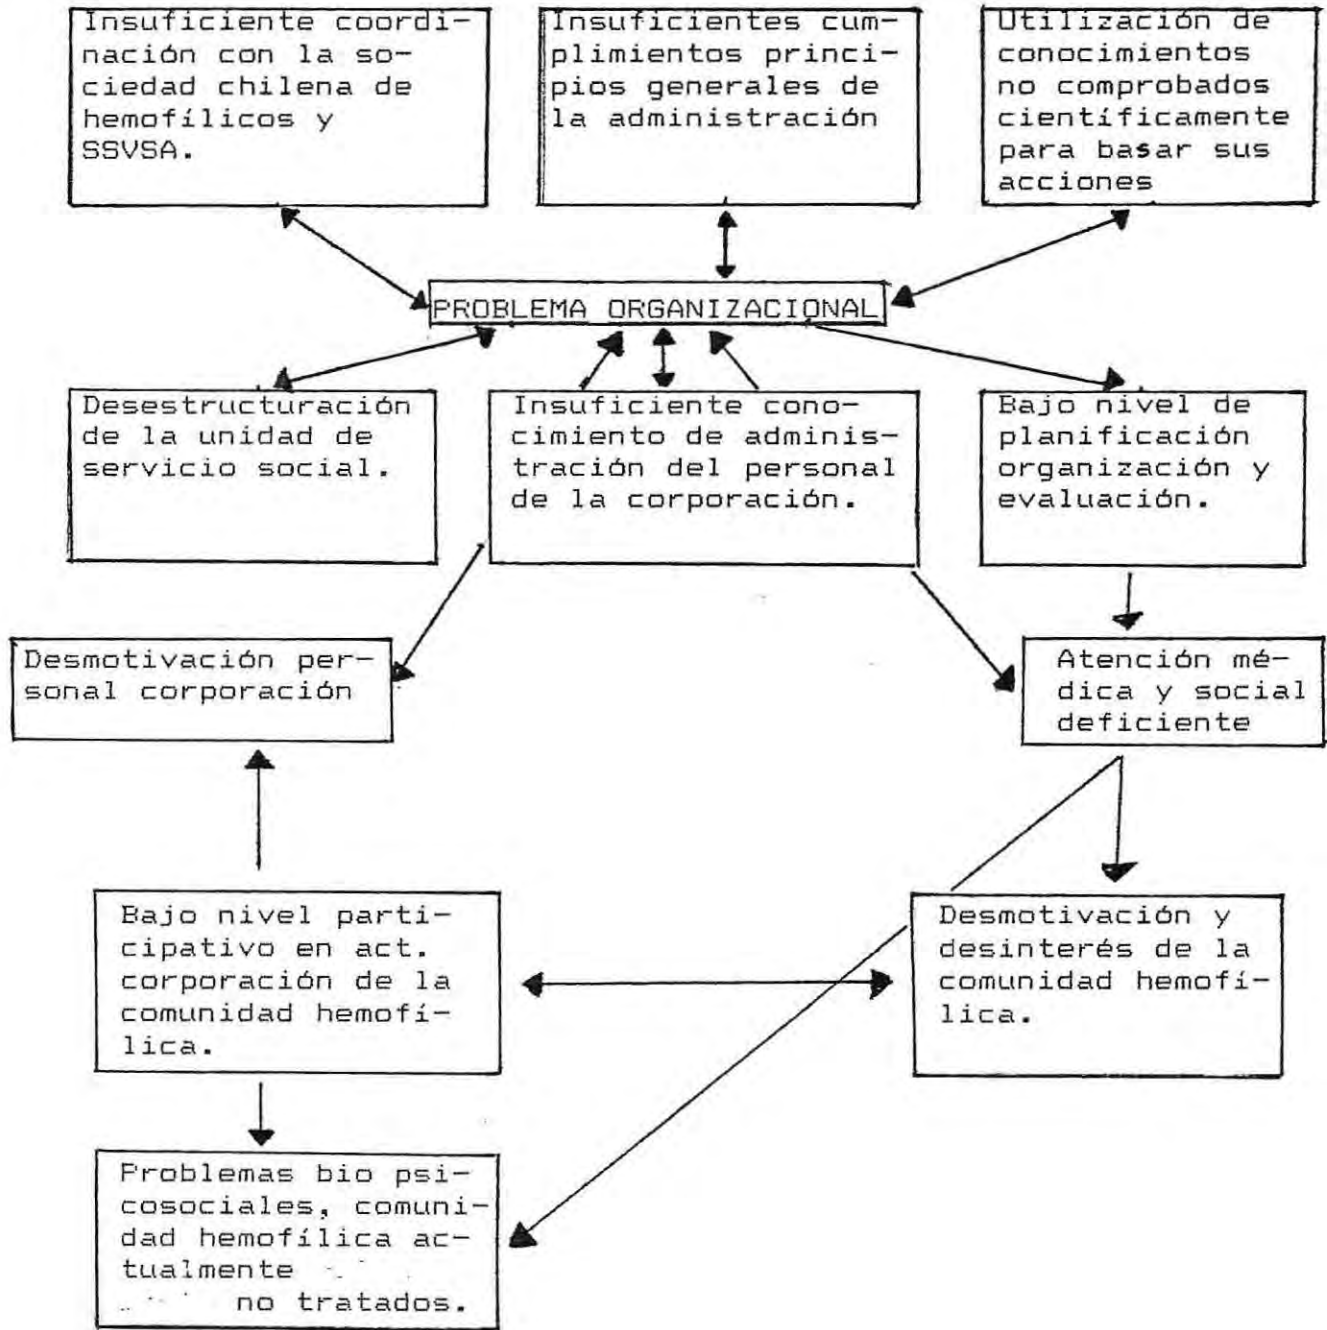 Insuficiente coordi-
nación con la so-
ciedad chilena de
hemofílicos y
SSVSA.
Insuficientes cum-
plimientos princi-
pios generales de
la administración
Utilización de
conocimientos
no comprobados
científicamente
para basar sus
acciones
PROBLEMA ORGANIZACIONAL
Desestructuración
de la unidad de
servicio social.
Insuficiente cono-
cimiento de adminis-
tración del personal
de la corporación.
Bajo nivel de
planificación
organización y
evaluación.
Desmotivación per-
sonal corporación
Atención mé-
dica y social
deficiente
Bajo nivel parti-
cipativo en act.
corporación de la
comunidad hemofí-
lica.
Desmotivación y
desinterés de la
comunidad hemofí-
lica.
Problemas bio psi-
cosociales, comuni-
dad hemofílica ac-
tualmente
no tratados.